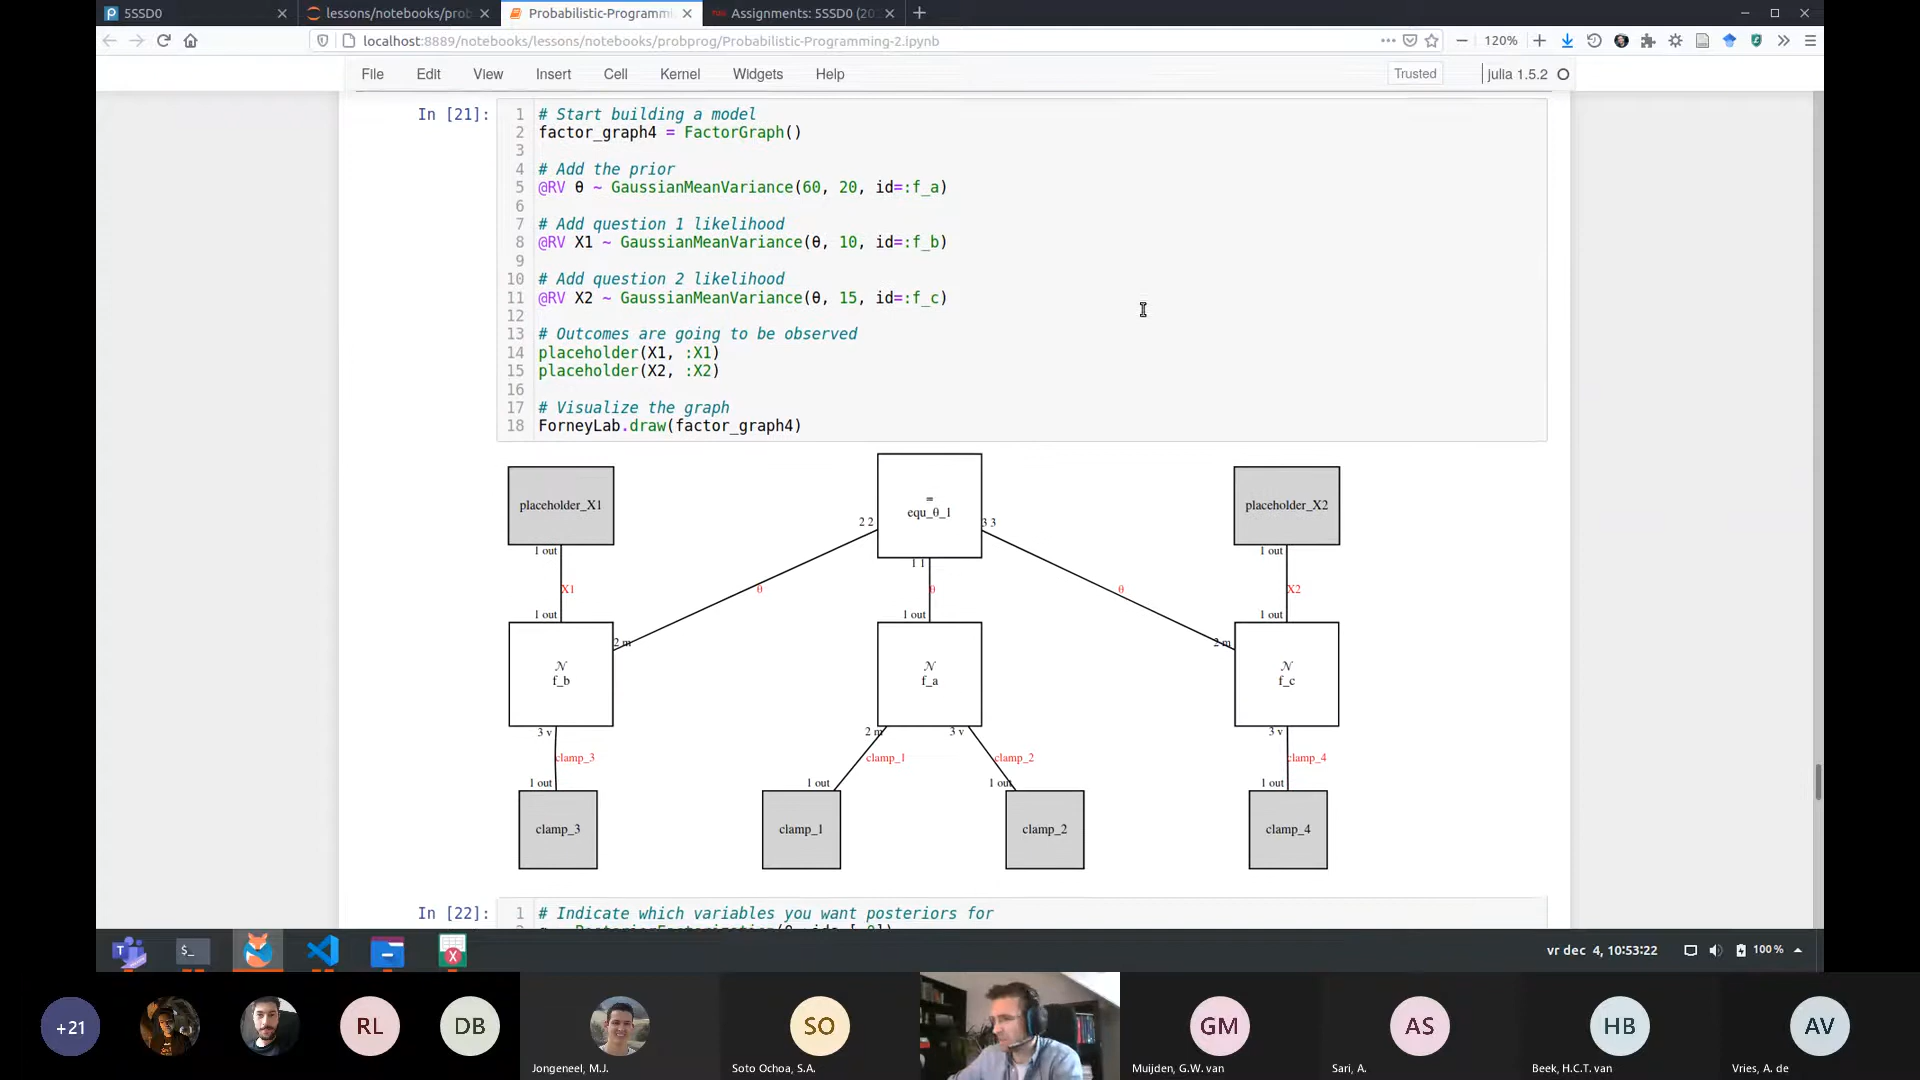 5SSD0
lessons/notebooks/prob
Probabilistic-Programmi
Assignments: 5SSD0 (20
localhost:8889/notebooks/lessons/notebooks/probprog/Probabilistic-Programming-2.ipynb
120%
File Edit View Insert Cell Kernel Widgets Help
Trusted
julia 1.5.2
In [21]:
1 # Start building a model
2 factor_graph4 = FactorGraph()
3
4 # Add the prior
5 @RV θ ~ GaussianMeanVariance(60, 20, id=:f_a)
6
7 # Add question 1 likelihood
8 @RV X1 ~ GaussianMeanVariance(θ, 10, id=:f_b)
9
10 # Add question 2 likelihood
11 @RV X2 ~ GaussianMeanVariance(θ, 15, id=:f_c)
12
13 # Outcomes are going to be observed
14 placeholder(X1, :X1)
15 placeholder(X2, :X2)
16
17 # Visualize the graph
18 ForneyLab.draw(factor_graph4)
placeholder_X1
=
equ_θ_1
placeholder_X2
2 2
3 3
1 out
1 1
1 out
X1
θ
θ
θ
X2
1 out
1 out
1 out
2 m
2 m
𝒩
f_b
𝒩
f_a
𝒩
f_c
3 v
2 m
3 v
3 v
clamp_3
clamp_1
clamp_2
clamp_4
1 out
1 out
1 out
1 out
clamp_3
clamp_1
clamp_2
clamp_4
In [22]:
1 # Indicate which variables you want posteriors for
vr dec 4, 10:53:22
100%
+21
RL
DB
Jongeneel, M.J.
SO
Soto Ochoa, S.A.
GM
Muijden, G.W. van
AS
Sari, A.
HB
Beek, H.C.T. van
AV
Vries, A. de